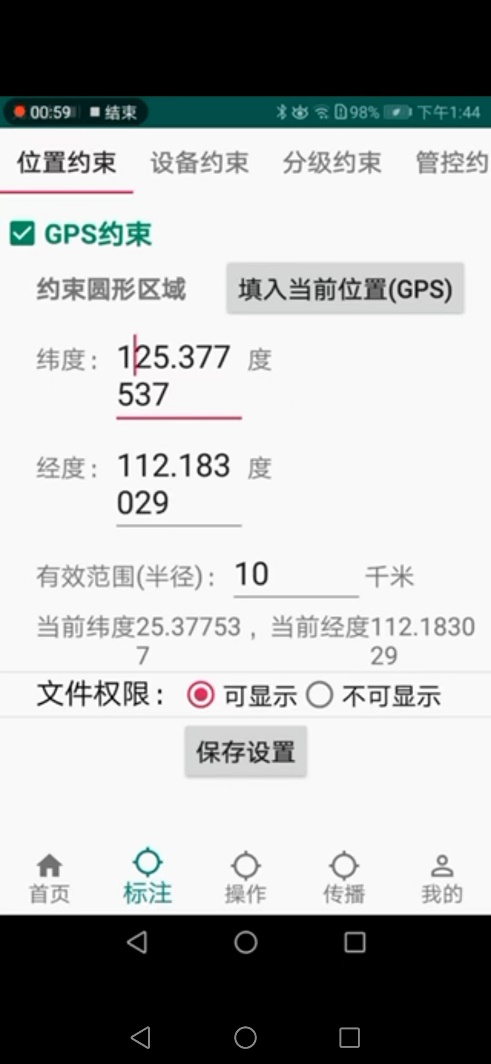 00:59 结束 98% 下午1:44
位置约束 设备约束 分级约束 管控约
GPS约束
约束圆形区域 填入当前位置(GPS)
纬度： 125.377 度
537
经度： 112.183 度
029
有效范围(半径)： 10 千米
当前纬度25.37753 ，当前经度112.1830
7 29
文件权限： 可显示 不可显示
保存设置
首页 标注 操作 传播 我的